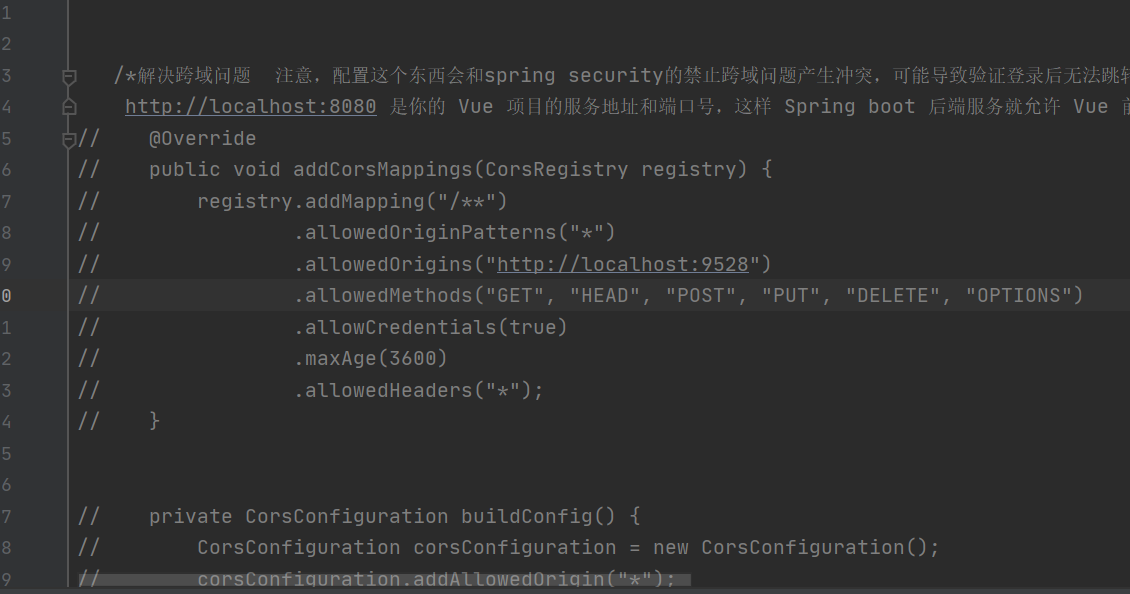 1
2
3 /*解决跨域问题 注意，配置这个东西会和spring security的禁止跨域问题产生冲突，可能导致验证登录后无法跳转
4 http://localhost:8080 是你的 Vue 项目的服务地址和端口号，这样 Spring boot 后端服务就允许 Vue 前
5 // @Override
6 // public void addCorsMappings(CorsRegistry registry) {
7 // registry.addMapping("/**")
8 // .allowedOriginPatterns("*")
9 // .allowedOrigins("http://localhost:9528")
0 // .allowedMethods("GET", "HEAD", "POST", "PUT", "DELETE", "OPTIONS")
1 // .allowCredentials(true)
2 // .maxAge(3600)
3 // .allowedHeaders("*");
4 // }
5
6
7 // private CorsConfiguration buildConfig() {
8 // CorsConfiguration corsConfiguration = new CorsConfiguration();
9 // corsConfiguration.addAllowedOrigin("*");